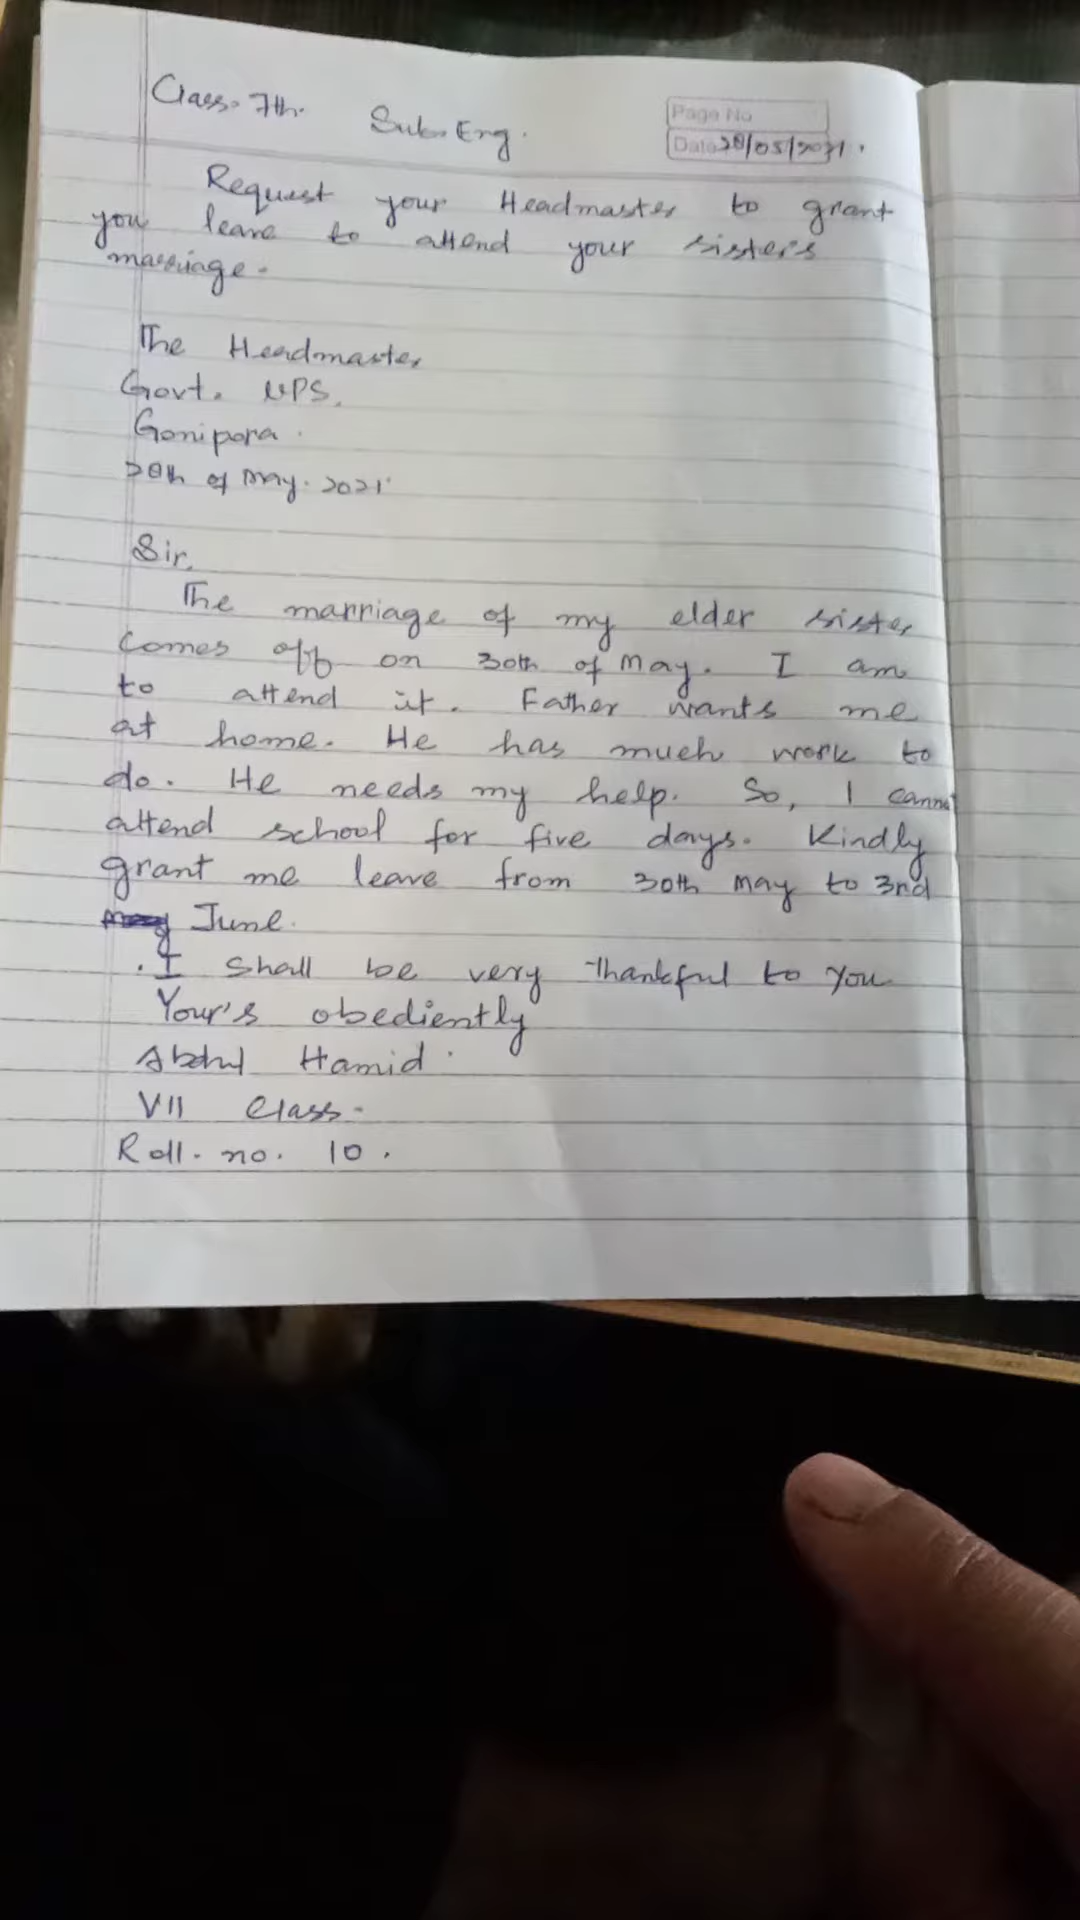 Class. 7th. Sub. Eng.
Page No
Date 28/05/2021.
Request your Headmaster to grant
you leave to attend your sister's
marriage.
The Headmaster
Govt. UPS.
Gonipora.
28th of May. 2021
Sir,
The marriage of my elder sister
comes off on 30th of May. I am
to attend it. Father wants me
at home. He has much work to
do. He needs my help. So, I cannot
attend school for five days. Kindly
grant me leave from 30th May to 3nd
June.
. I shall be very thankful to you
Your's obediently
Abdul Hamid.
VII Class-
Roll. no. 10.